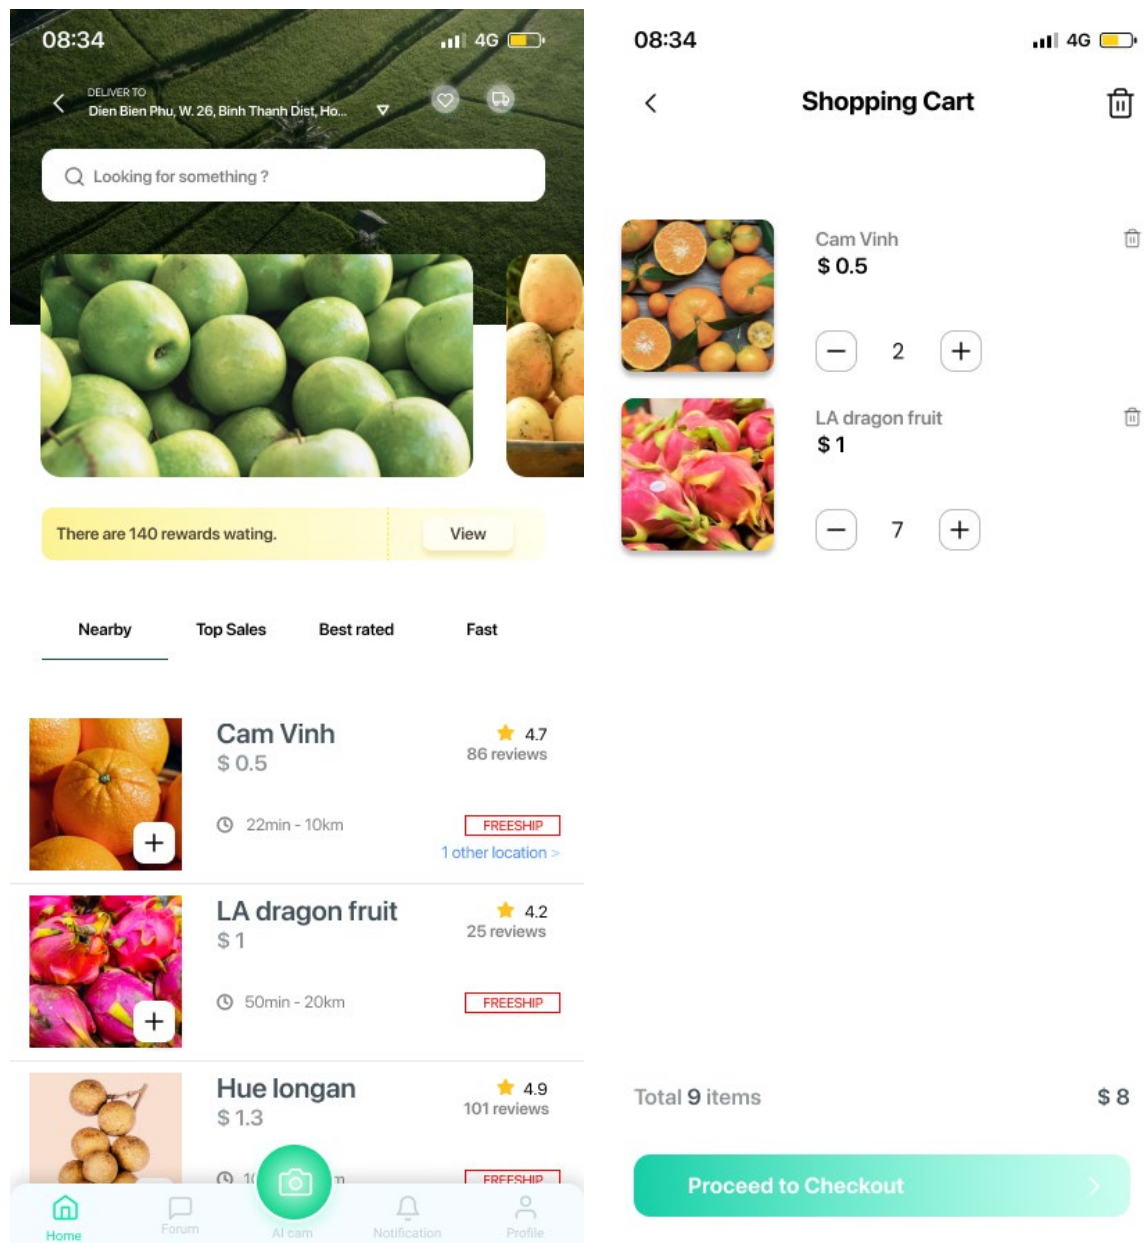 08:34
4G
DELIVER TO
Dien Bien Phu, W. 26, Binh Thanh Dist, Ho...
Looking for something ?
There are 140 rewards wating.
View
Nearby
Top Sales
Best rated
Fast
Cam Vinh
$ 0.5
4.7
86 reviews
22min - 10km
FREESHIP
1 other location >
LA dragon fruit
$ 1
4.2
25 reviews
50min - 20km
FREESHIP
Hue longan
$ 1.3
4.9
101 reviews
FREESHIP
Home
Forum
AI cam
Notification
Profile
08:34
4G
Shopping Cart
Cam Vinh
$ 0.5
2
LA dragon fruit
$ 1
7
Total 9 items
$ 8
Proceed to Checkout